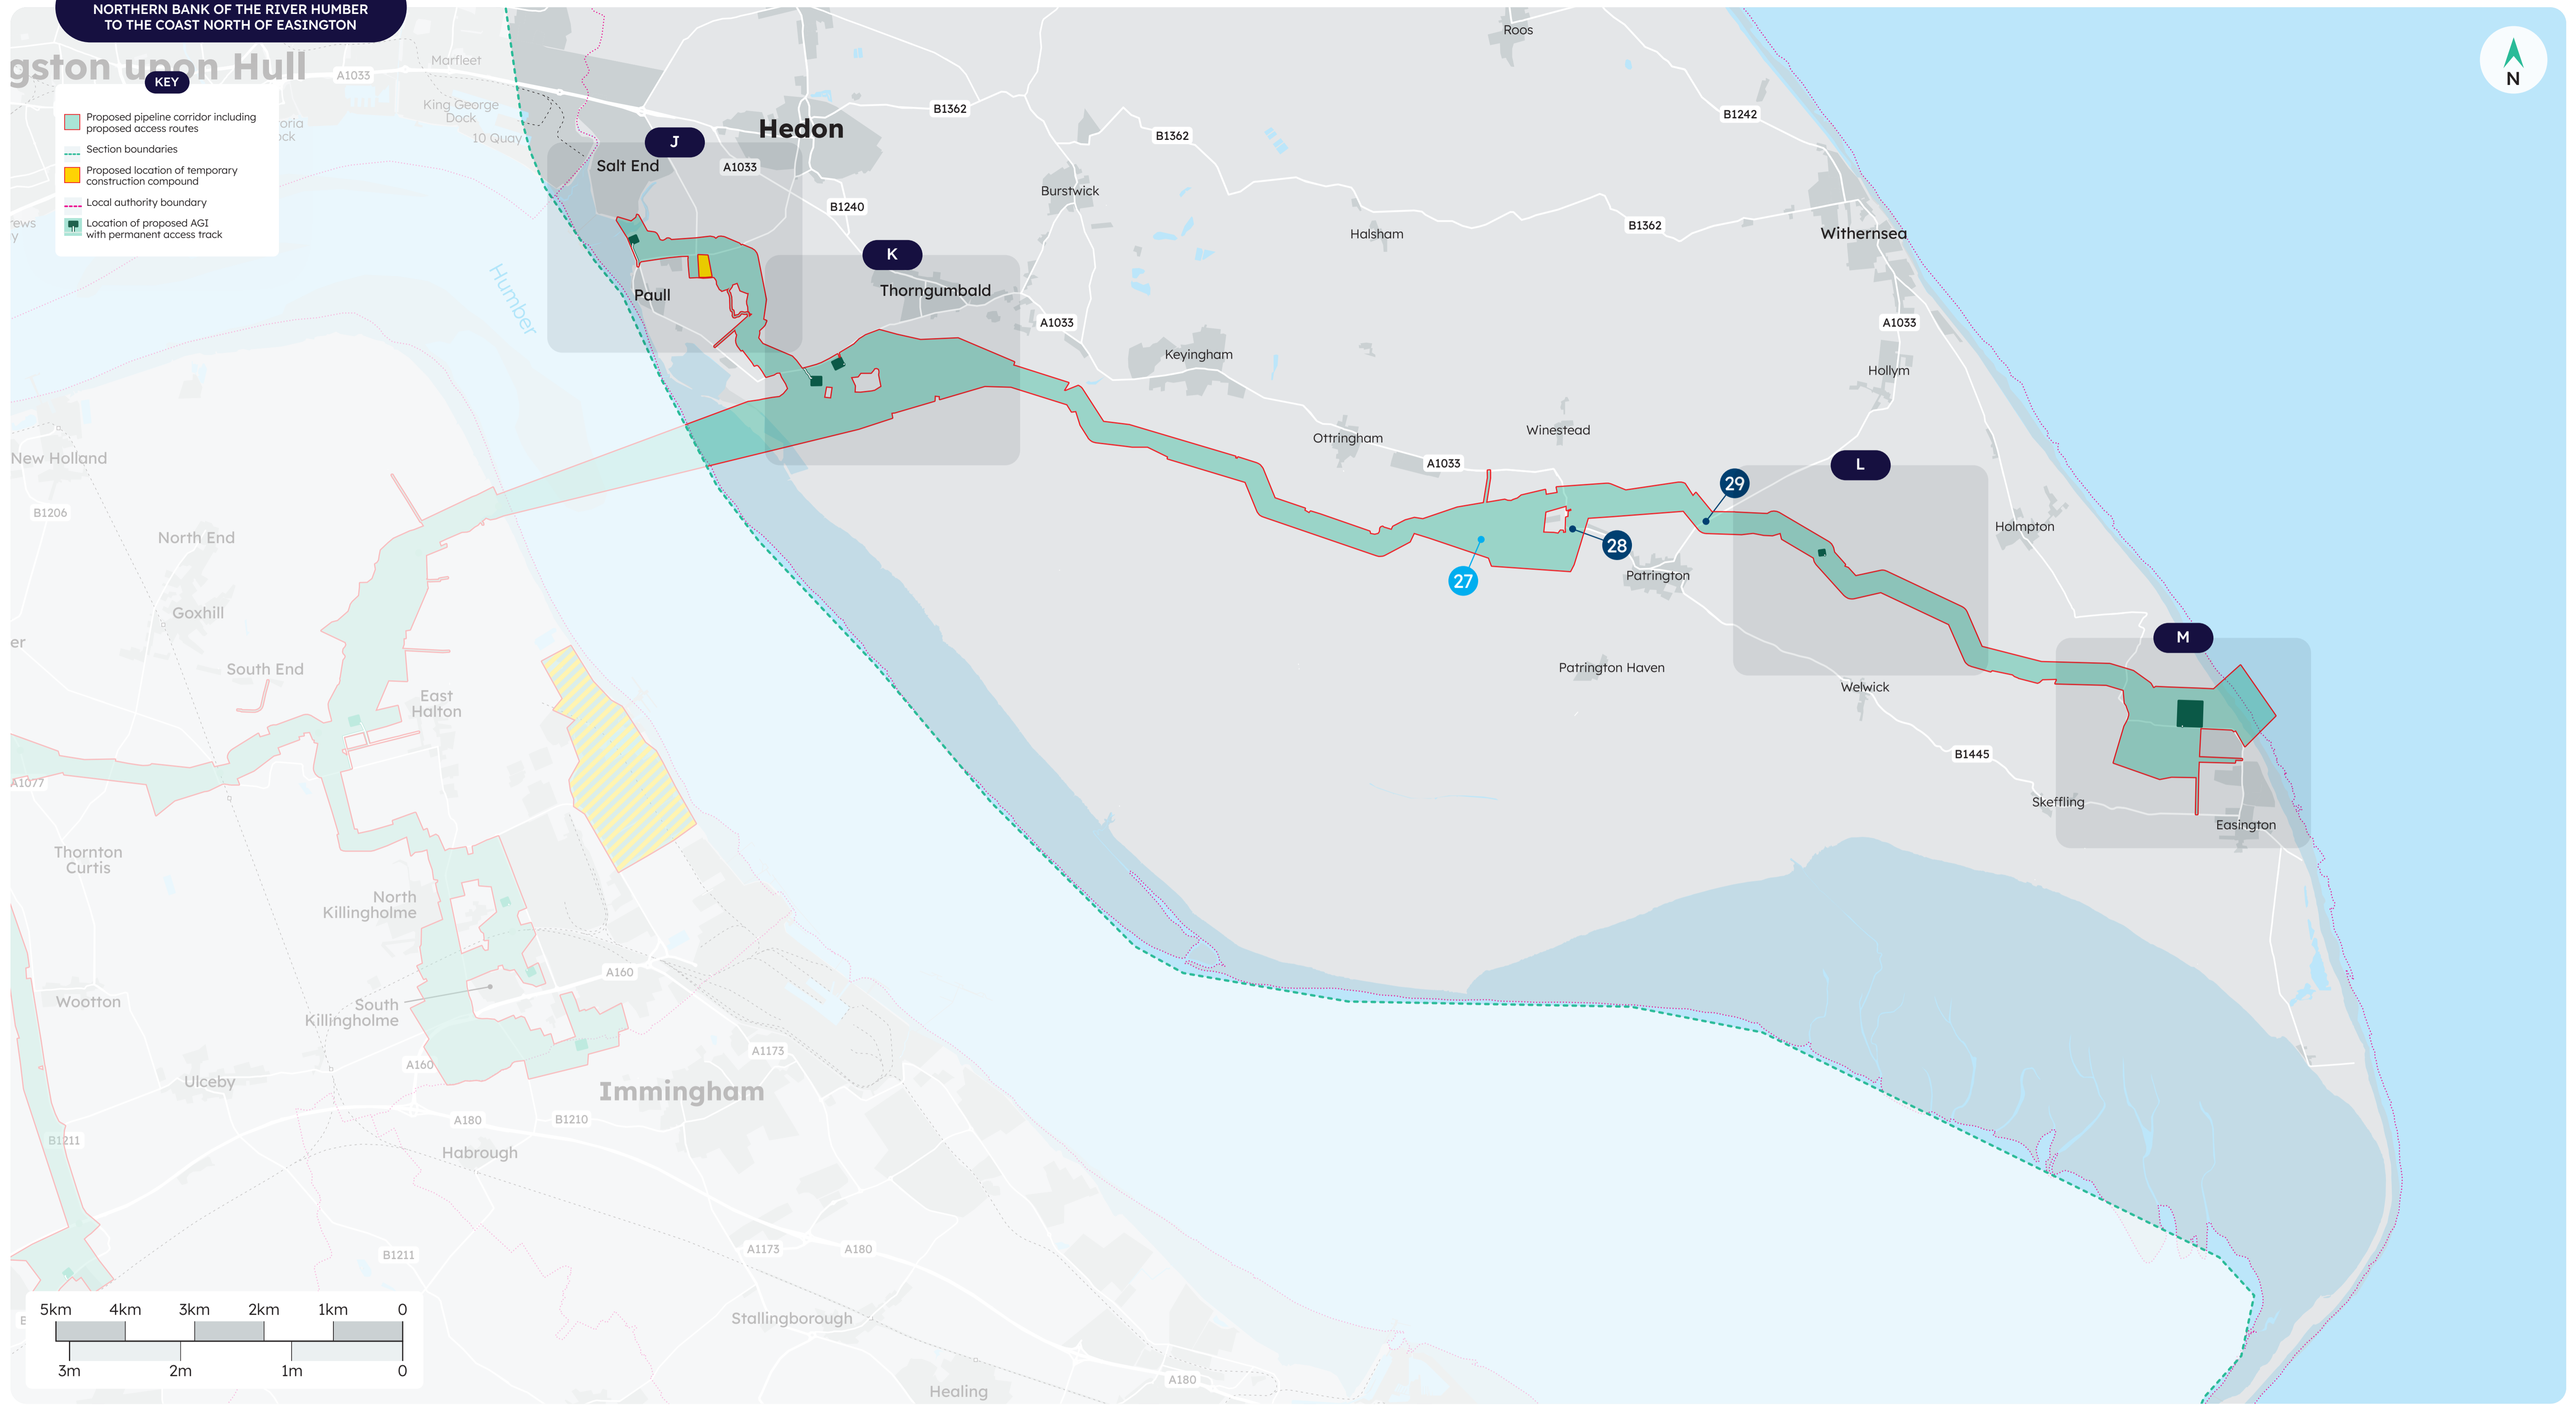 NORTHERN BANK OF THE RIVER HUMBER
TO THE COAST NORTH OF EASINGTON
gston upon Hull
KEY
Proposed pipeline corridor including
proposed access routes
Section boundaries
Proposed location of temporary
construction compound
Local authority boundary
Location of proposed AGI
with permanent access track
A1033
Marfleet
King George
Dock
10 Quay
oria
ock
rews
y
Roos
N
B1242
B1362
B1362
Hedon
J
Salt End
A1033
Burstwick
B1240
Halsham
B1362
Withernsea
K
Thorngumbald
Paull
Humber
A1033
A1033
Keyingham
Hollym
Winestead
Ottringham
A1033
L
29
New Holland
B1206
Holmpton
North End
28
27
Patrington
Goxhill
er
M
South End
Patrington Haven
Welwick
East
Halton
B1445
A1077
Skeffling
Easington
Thornton
Curtis
North
Killingholme
A160
Wootton
South
Killingholme
A1173
A160
Ulceby
Immingham
A180
B1210
B1211
Habrough
B1211
A1173
A180
5km 4km 3km 2km 1km 0
3m 2m 1m 0
Stallingborough
A180
Healing